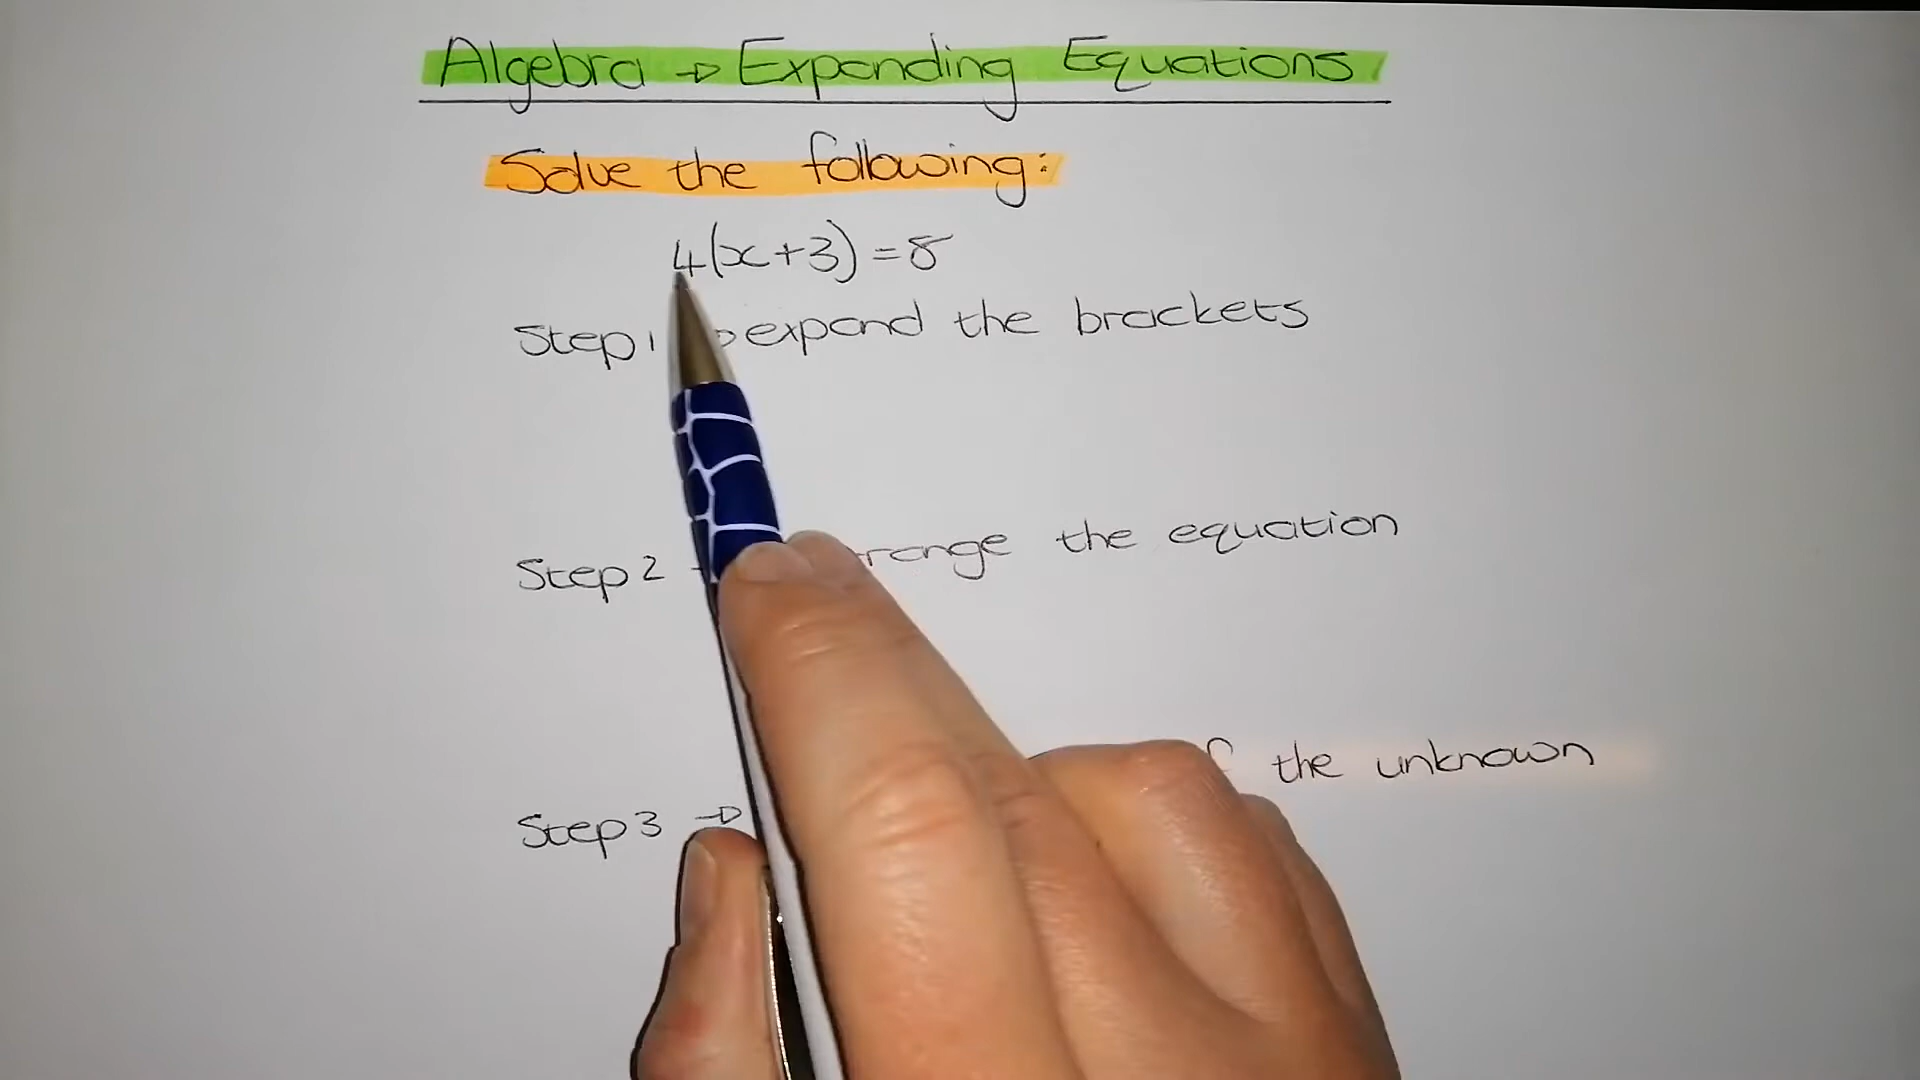 Algebra → Expanding Equations
Solve the following:
4(x+3) = 8
Step 1 expand the brackets
Step 2 the equation
Step 3 → the unknown